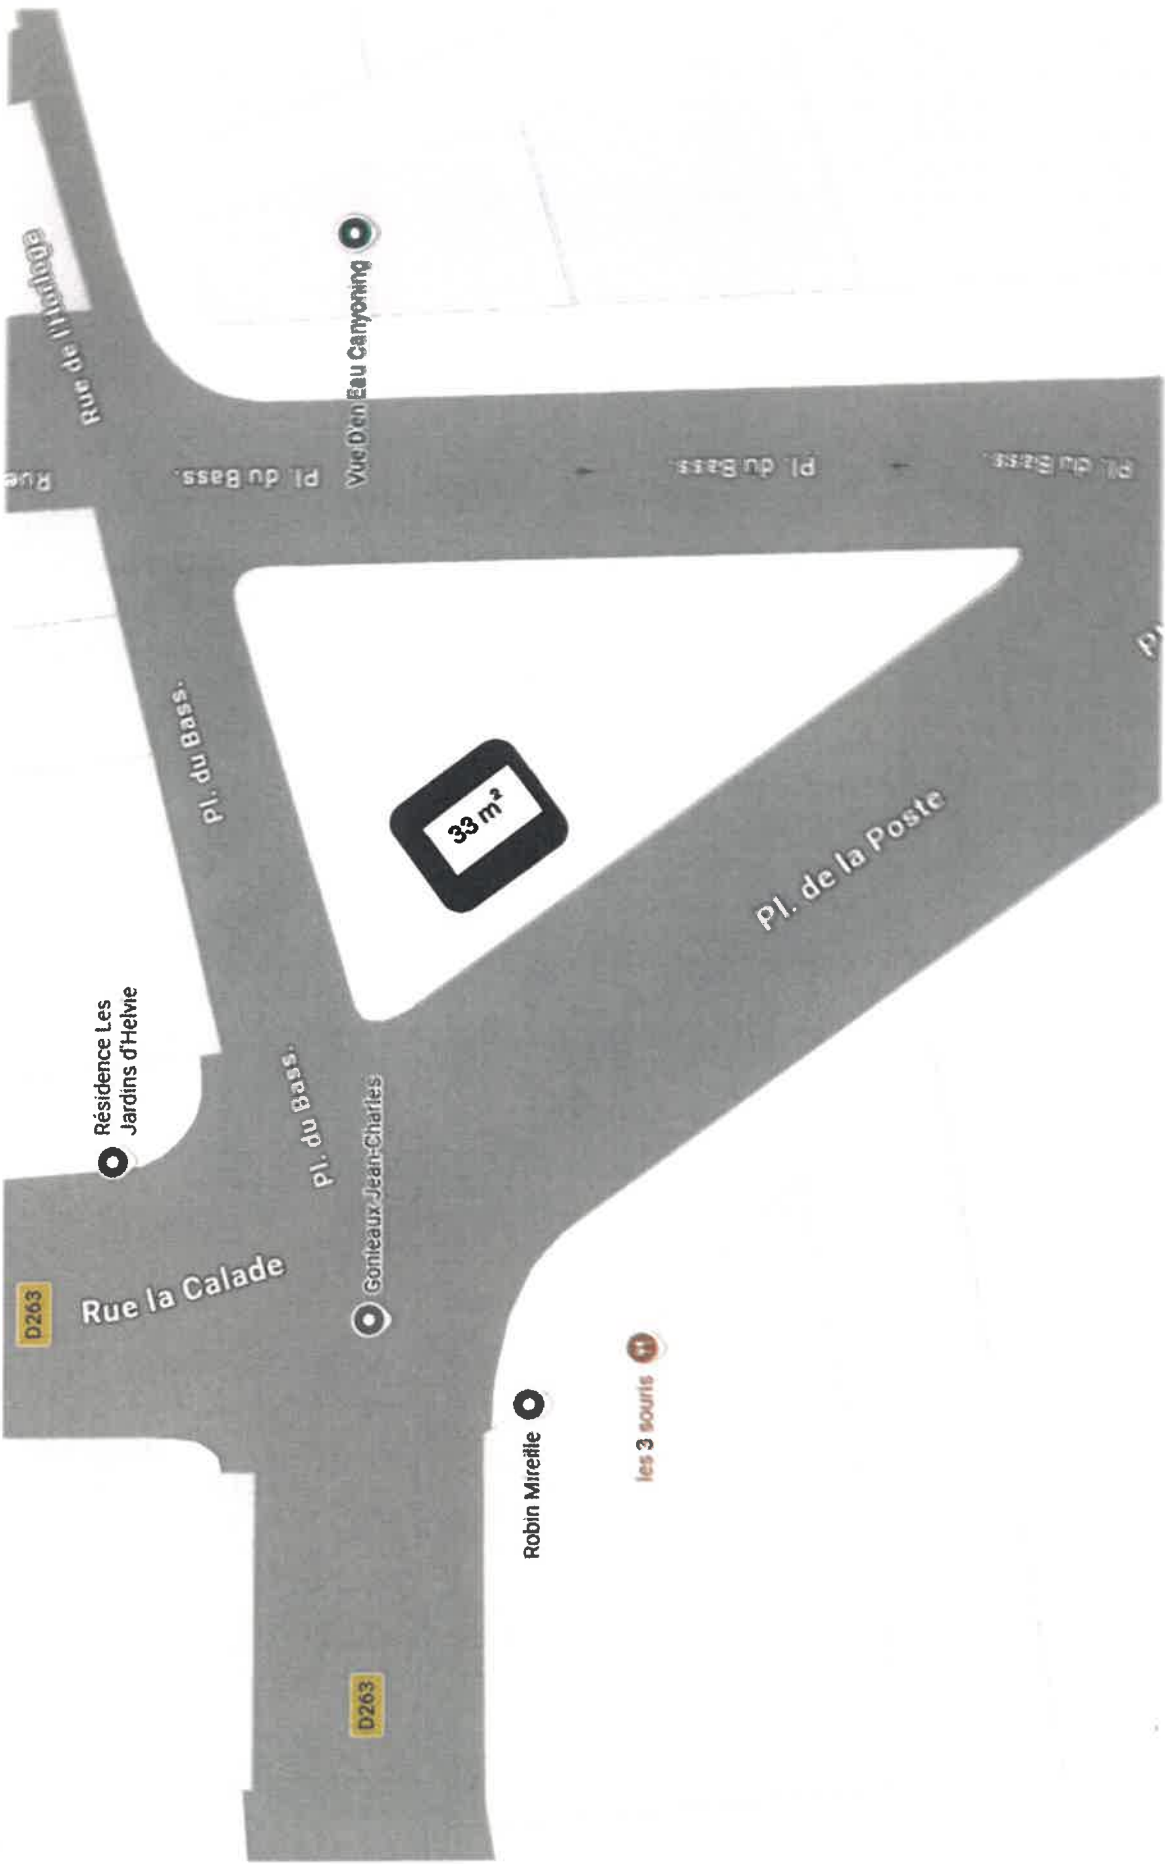 D263
Robin Mireille
les 3 souris
D263
Rue la Calade
Gonleaux Jean-Charles
Résidence Les
Jardins d'Helvie
Pl. du Bass.
Pl. du Bass.
33 m²
Pl. de la Poste
Rue
Pl. du Bass.
Pl. du Bass.
Pl. du Bass.
Rue de l'Horloge
Vue D'en Eau Canyoning